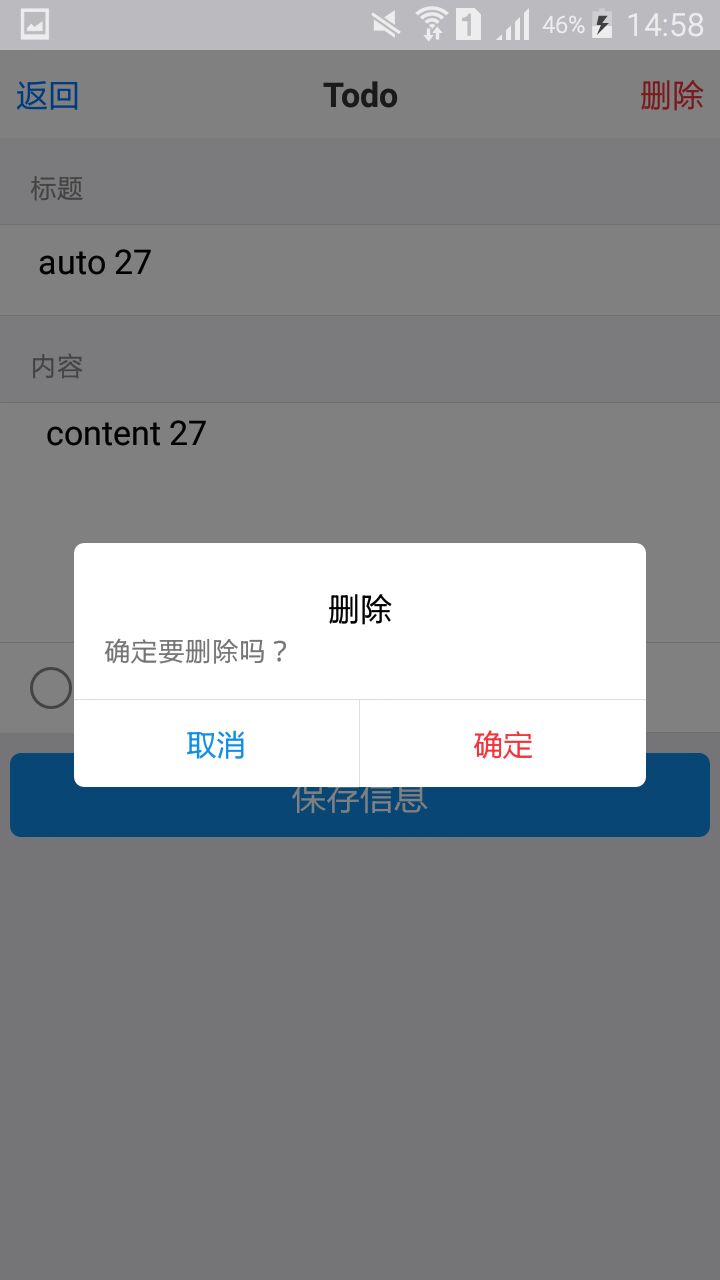 1 46% 14:58
返回 Todo 删除
标题
auto 27
内容
content 27
删除
确定要删除吗？
取消 确定
保存信息